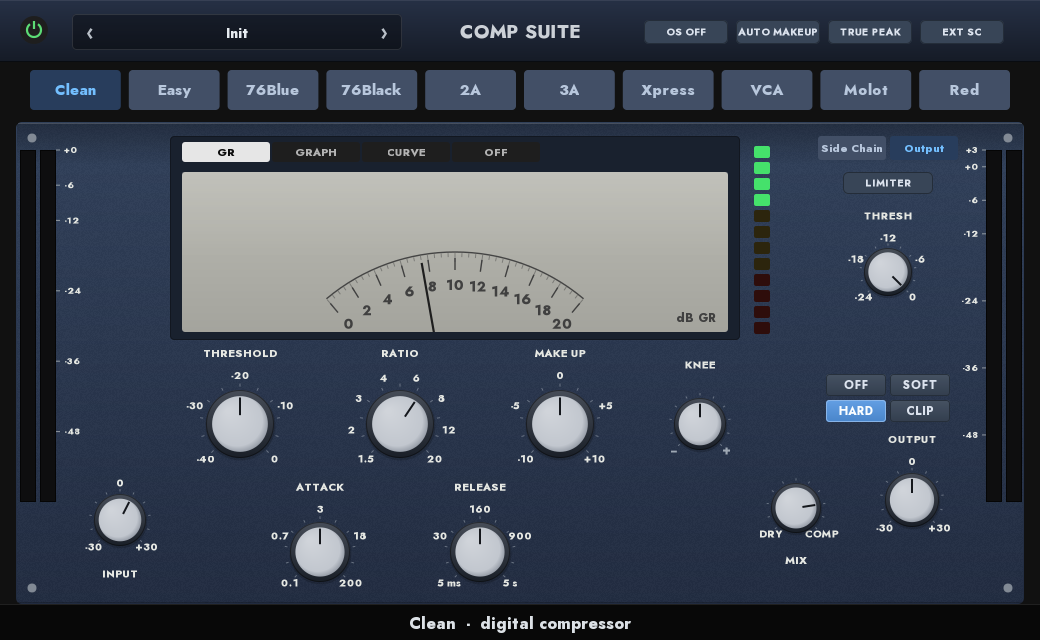 ‹ Init ›
COMP SUITE
OS OFF AUTO MAKEUP TRUE PEAK EXT SC
Clean Easy 76Blue 76Black 2A 3A Xpress VCA Molot Red
GR GRAPH CURVE OFF
Side Chain Output
LIMITER
THRESH
-24 -18 -12 -6 0
+0
-6
-12
-24
-36
-48
0 2 4 6 8 10 12 14 16 18 20
dB GR
+3
+0
-6
-12
-24
-36
-48
THRESHOLD
-40 -30 -20 -10 0
RATIO
1.5 2 3 4 6 8 12 20
MAKE UP
-10 -5 0 +5 +10
KNEE
- +
OFF SOFT
HARD CLIP
OUTPUT
-30 0 +30
INPUT
-30 0 +30
ATTACK
0.1 0.7 3 18 200
RELEASE
5 ms 30 160 900 5 s
DRY COMP
MIX
Clean - digital compressor